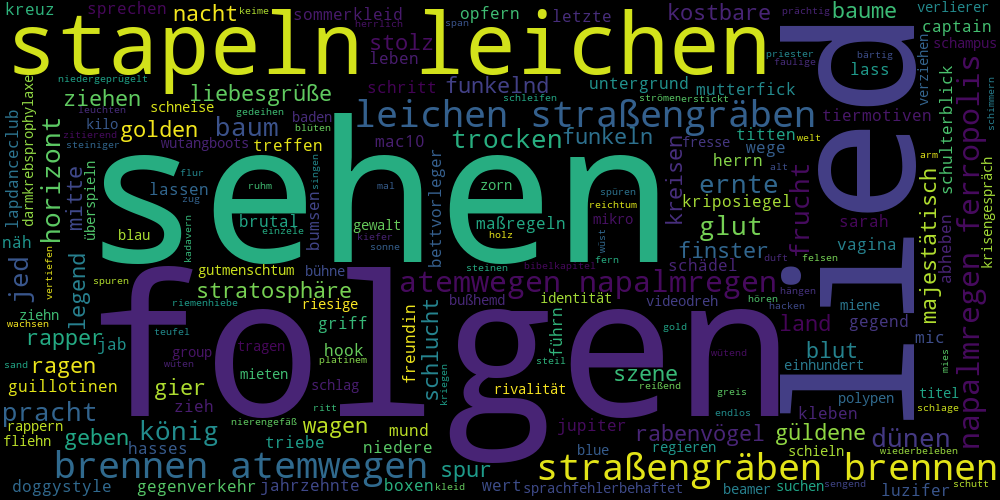 stapeln leichen
sehen
folgen
lied
leichen straßengräben
brennen atemwegen
straßengräben brennen
atemwegen napalmregen
napalmregen ferropolis
kreuz
sprechen
nacht
keime
sommerkleid
span
opfern
letzte
kostbare
herrlich
prächtig
bärtig
priester
faulige
baume
verlierer
captain
schampus
stolz
leben
lass
niedergeprügelt
ziehen
schneise
liebesgrüße
schritt
funkelnd
untergrund
mutterfick
verziehen
schulterblick
schimmern
lapdanceclub
darmkrebsprophylaxe
leuchten
kilo
zitierend
steiniger
golden
wutangboots
baum
gedeihen
blüten
baden
treffen
schleifen
strömen
erstickt
mac10
trocken
funkeln
titten
wege
welt
tiermotiven
fresse
horizont
mitte
überspielen
flur
zug
lassen
ruhm
singen
mal
bumsen
bettvorleger
zorn
spüren
reichtum
herrn
alt
arm
kreisen
ernte
kriposiegel
frucht
majestätisch
abheben
krisengespräch
kadavern
blau
brutal
einzele
gewalt
kiefer
sonne
maßregeln
mikro
holz
wüst
fern
glut
finster
duft
sarah
vagina
felsen
näh
jed
legend
vertiefen
spuren
gutmenschtum
bühne
steinen
bibelkapitel
schädel
hängen
hören
hacken
miene
gegend
stratosphäre
riesige
riemenhiebe
bußhemd
identität
videodreh
land
ziehn
wachsen
teufel
griff
schlucht
freundin
gold
steil
führn
blut
mic
rapper
jab
group
wüten
tragen
hook
platinem
rivalität
reißend
wütend
einhundert
mies
sand
ragen
guillotinen
gier
mieten
schlag
kriegen
szene
greis
polypen
titel
schlage
pracht
zieh
ritt
nierengefäß
endlos
kleben
rappern
fliehn
hasses
geben
könig
triebe
wagen
mund
niedere
jupiter
rabenvögel
regieren
güldene
schieln
dünen
wiederbeleben
spur
blue
doggystyle
gegenverkehr
jahrzehnte
boxen
kleid
wert
sprachfehlerbehaftet
beamer
suchen
sengend
luzifer
schutt